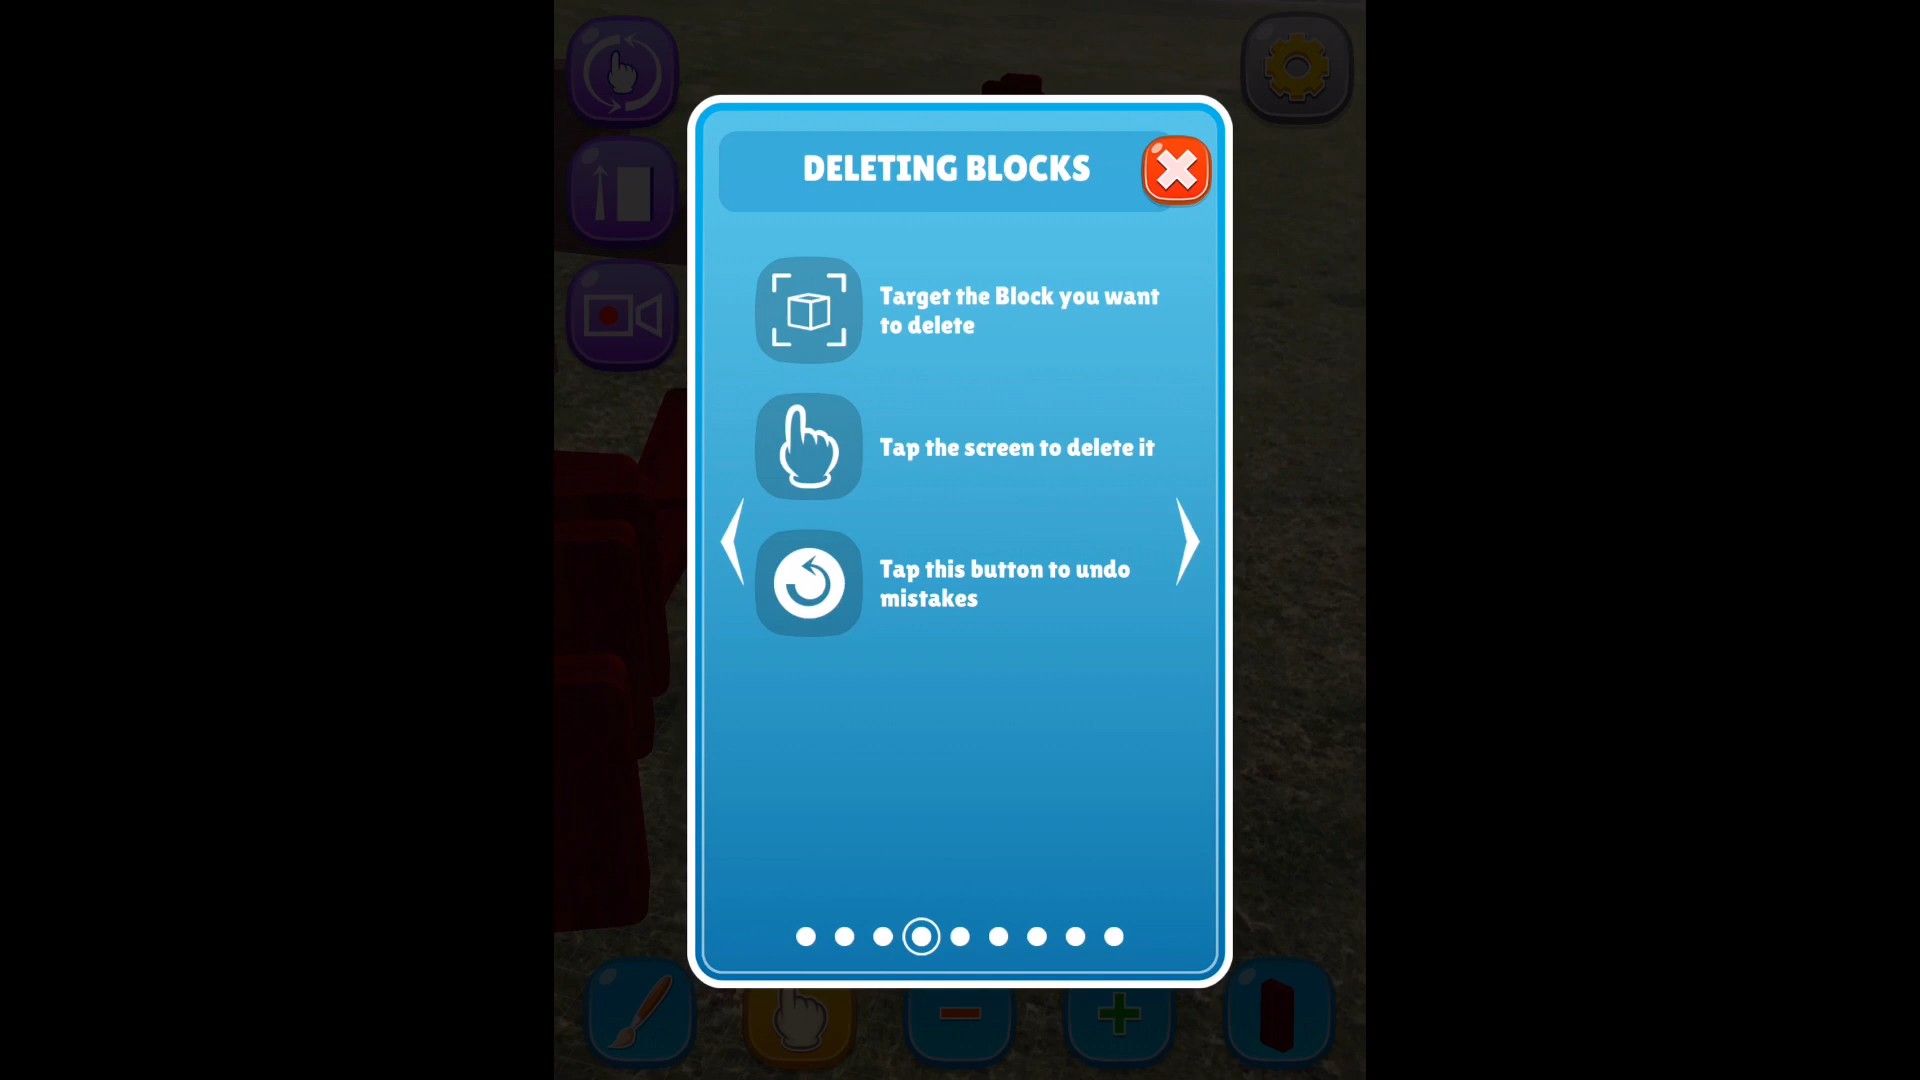 DELETING BLOCKS
Target the Block you want
to delete
Tap the screen to delete it
Tap this button to undo
mistakes